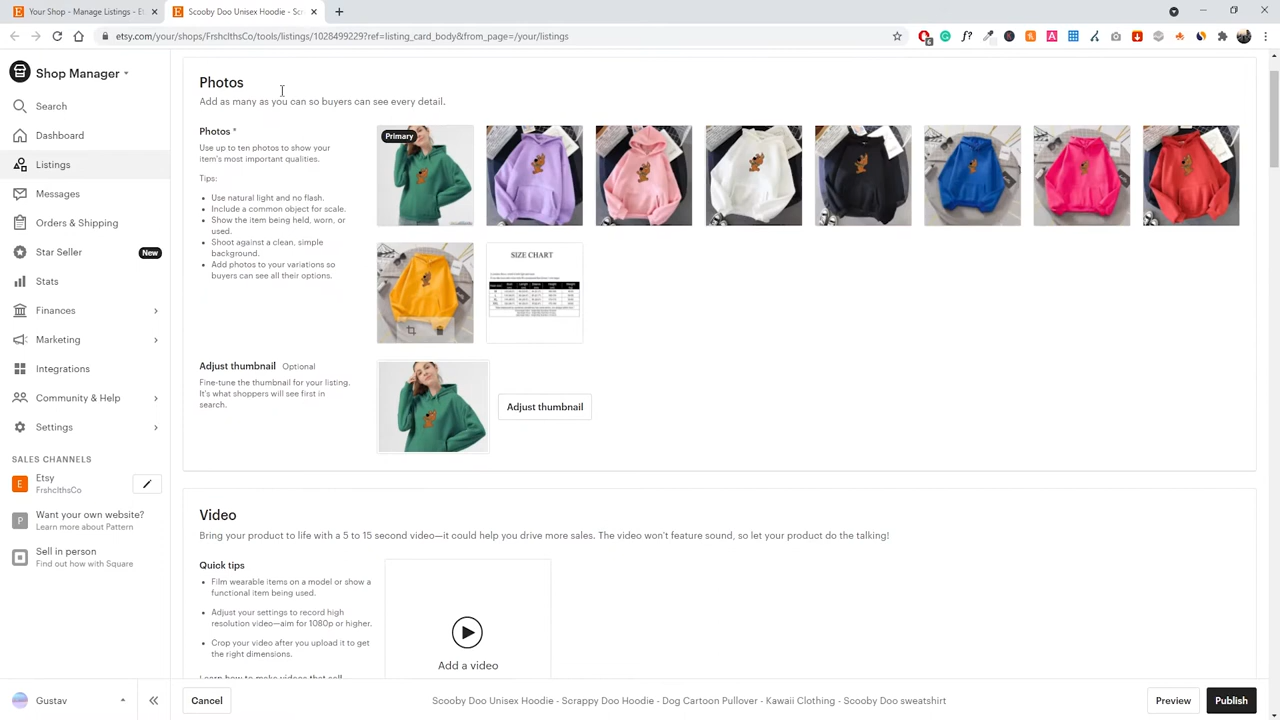 Your Shop - Manage Listings - Et
Scooby Doo Unisex Hoodie - Scr
etsy.com/your/shops/FrshclthsCo/tools/listings/1028499229?ref=listing_card_body&from_page=/your/listings
Shop Manager
Search
Dashboard
Listings
Messages
Orders & Shipping
Star Seller
New
Stats
Finances
Marketing
Integrations
Community & Help
Settings
SALES CHANNELS
Etsy
FrshclthsCo
Want your own website?
Learn more about Pattern
Sell in person
Find out how with Square
Gustav
Photos
Add as many as you can so buyers can see every detail.
Photos *
Use up to ten photos to show your
item's most important qualities.
Tips:
Use natural light and no flash.
Include a common object for scale.
Show the item being held, worn, or
used.
Shoot against a clean, simple
background.
Add photos to your variations so
buyers can see all their options.
Primary
SIZE CHART
Adjust thumbnail Optional
Fine-tune the thumbnail for your listing.
It's what shoppers will see first in
search.
Adjust thumbnail
Video
Bring your product to life with a 5 to 15 second video—it could help you drive more sales. The video won't feature sound, so let your product do the talking!
Quick tips
Film wearable items on a model or show a
functional item being used.
Adjust your settings to record high
resolution video—aim for 1080p or higher.
Crop your video after you upload it to get
the right dimensions.
Learn how to make videos that sell
Add a video
Cancel
Scooby Doo Unisex Hoodie - Scrappy Doo Hoodie - Dog Cartoon Pullover - Kawaii Clothing - Scooby Doo sweatshirt
Preview
Publish